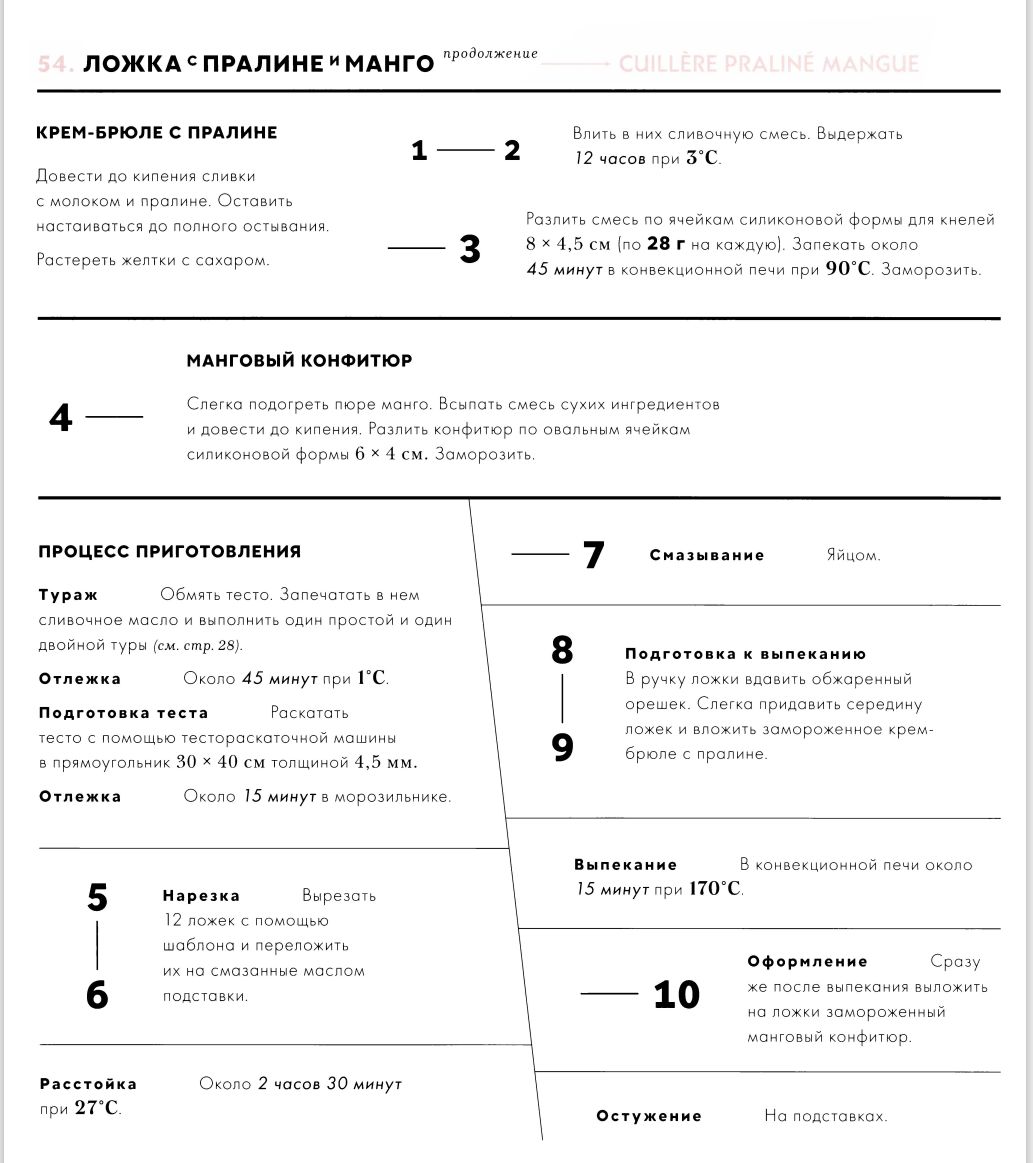 54. ЛОЖКА С ПРАЛИНЕ И МАНГО продолжение CUILLÈRE PRALINÉ MANGUE
КРЕМ-БРЮЛЕ С ПРАЛИНЕ
Довести до кипения сливки
с молоком и пралине. Оставить
настаиваться до полного остывания.
Растереть желтки с сахаром.
1 — 2
Влить в них сливочную смесь. Выдержать
12 часов при 3°C.
— 3
Разлить смесь по ячейкам силиконовой формы для кнелей
8 × 4,5 см (по 28 г на каждую). Запекать около
45 минут в конвекционной печи при 90°C. Заморозить.
МАНГОВЫЙ КОНФИТЮР
4 —
Слегка подогреть пюре манго. Всыпать смесь сухих ингредиентов
и довести до кипения. Разлить конфитюр по овальным ячейкам
силиконовой формы 6 × 4 см. Заморозить.
ПРОЦЕСС ПРИГОТОВЛЕНИЯ
Тураж Обмять тесто. Запечатать в нем
сливочное масло и выполнить один простой и один
двойной туры (см. стр. 28).
Отлежка Около 45 минут при 1°C.
Подготовка теста Раскатать
тесто с помощью тестораскаточной машины
в прямоугольник 30 × 40 см толщиной 4,5 мм.
Отлежка Около 15 минут в морозильнике.
5
6
Нарезка Вырезать
12 ложек с помощью
шаблона и переложить
их на смазанные маслом
подставки.
Расстойка Около 2 часов 30 минут
при 27°C.
— 7 Смазывание Яйцом.
8
9
Подготовка к выпеканию
В ручку ложки вдавить обжаренный
орешек. Слегка придавить середину
ложек и вложить замороженное крем-
брюле с пралине.
Выпекание В конвекционной печи около
15 минут при 170°C.
— 10
Оформление Сразу
же после выпекания выложить
на ложки замороженный
манговый конфитюр.
Остужение На подставках.